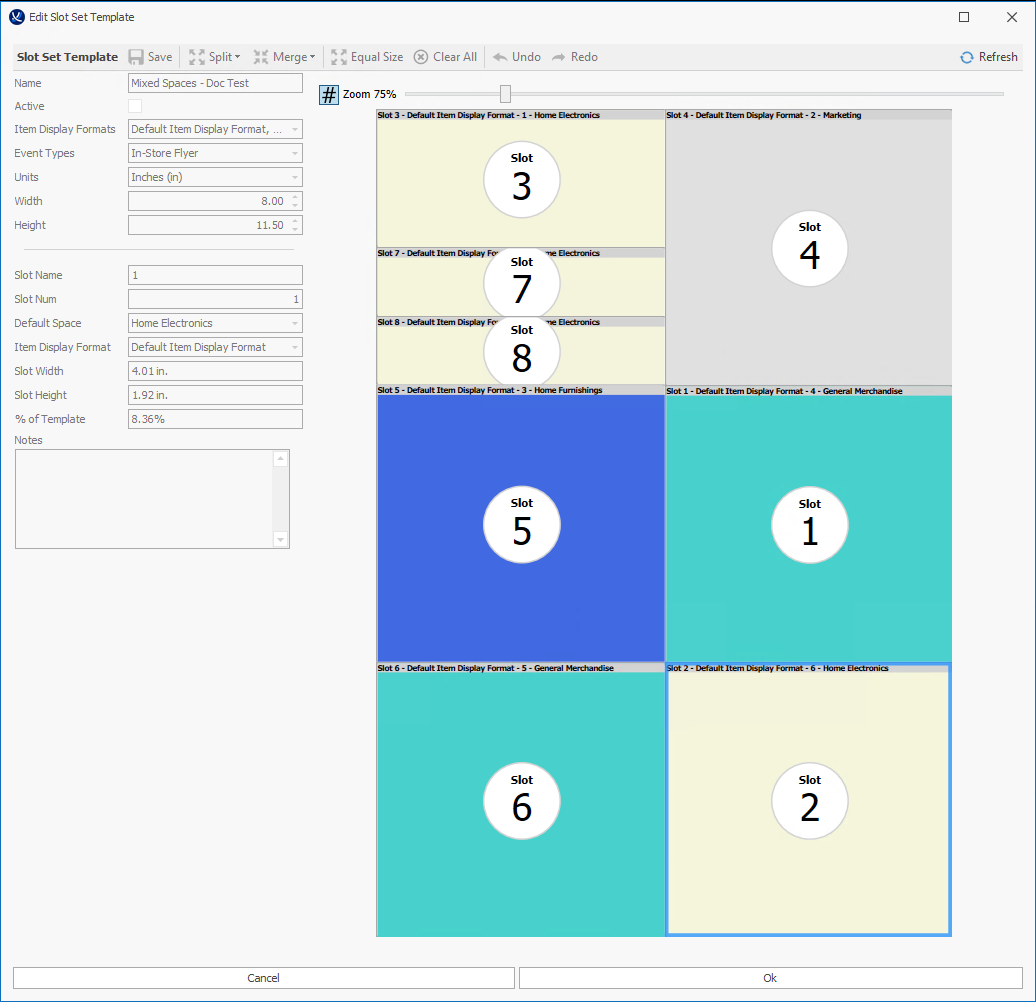 Edit Slot Set Template
Slot Set Template Save Split Merge Equal Size Clear All Undo Redo Refresh
Name Mixed Spaces - Doc Test
Active
Item Display Formats Default Item Display Format, ...
Event Types In-Store Flyer
Units Inches (in)
Width 8.00
Height 11.50
Slot Name 1
Slot Num 1
Default Space Home Electronics
Item Display Format Default Item Display Format
Slot Width 4.01 in.
Slot Height 1.92 in.
% of Template 8.36%
Notes
# Zoom 75%
Slot 3 - Default Item Display Format - 1 - Home Electronics
Slot
3
Slot 4 - Default Item Display Format - 2 - Marketing
Slot
4
Slot 7 - Default Item Display Fo me Electronics
Slot
7
Slot 8 - Default Item Display Fo me Electronics
Slot
8
Slot 5 - Default Item Display Format - 3 - Home Furnishings
Slot
5
Slot 1 - Default Item Display Format - 4 - General Merchandise
Slot
1
Slot 6 - Default Item Display Format - 5 - General Merchandise
Slot
6
Slot 2 - Default Item Display Format - 6 - Home Electronics
Slot
2
Cancel Ok